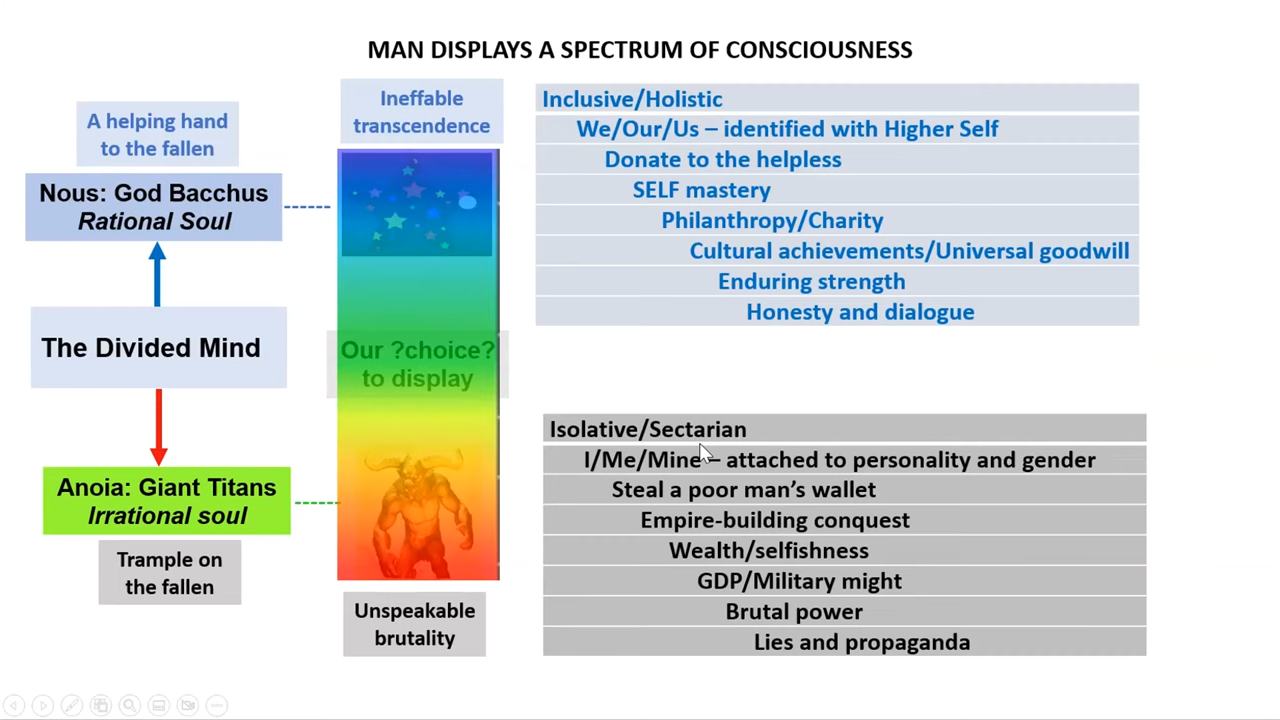 MAN DISPLAYS A SPECTRUM OF CONSCIOUSNESS
A helping hand
to the fallen
Nous: God Bacchus
Rational Soul
The Divided Mind
Anoia: Giant Titans
Irrational soul
Trample on
the fallen
Ineffable
transcendence
Our ?choice?
to display
Unspeakable
brutality
Inclusive/Holistic
We/Our/Us – identified with Higher Self
Donate to the helpless
SELF mastery
Philanthropy/Charity
Cultural achievements/Universal goodwill
Enduring strength
Honesty and dialogue
Isolative/Sectarian
I/Me/Mine – attached to personality and gender
Steal a poor man’s wallet
Empire-building conquest
Wealth/selfishness
GDP/Military might
Brutal power
Lies and propaganda